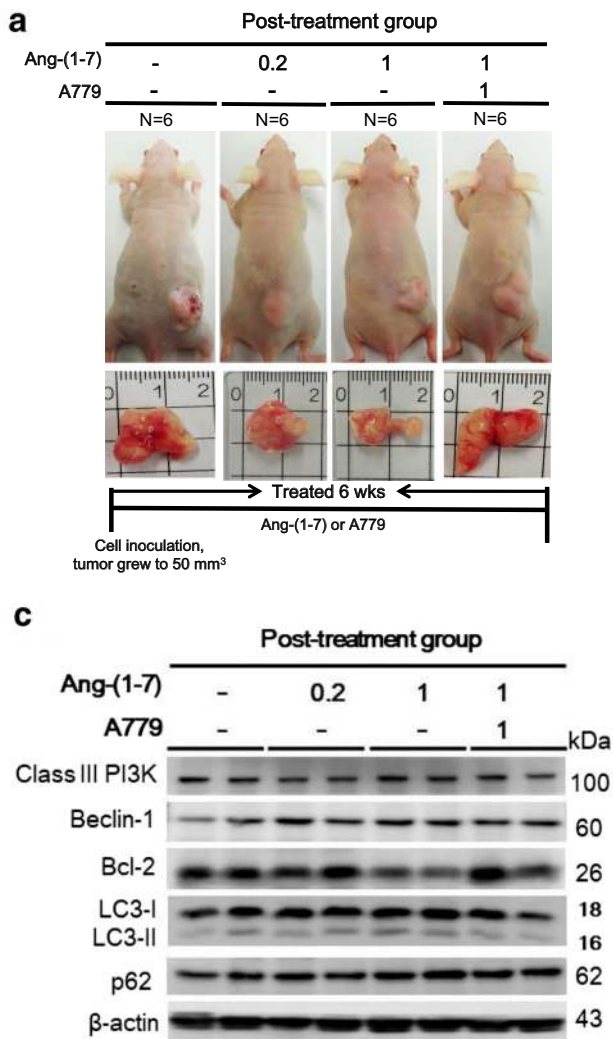 a
Post-treatment group
Ang-(1-7) - 0.2 1 1
A779 - - - 1
N=6 N=6 N=6 N=6
0 1 2 0 1 2 0 1 2 0 1 2
Treated 6 wks
Ang-(1-7) or A779
Cell inoculation,
tumor grew to 50 mm³
c
Post-treatment group
Ang-(1-7) - 0.2 1 1
A779 - - - 1
kDa
Class III PI3K 100
Beclin-1 60
Bcl-2 26
LC3-I 18
LC3-II 16
p62 62
β-actin 43